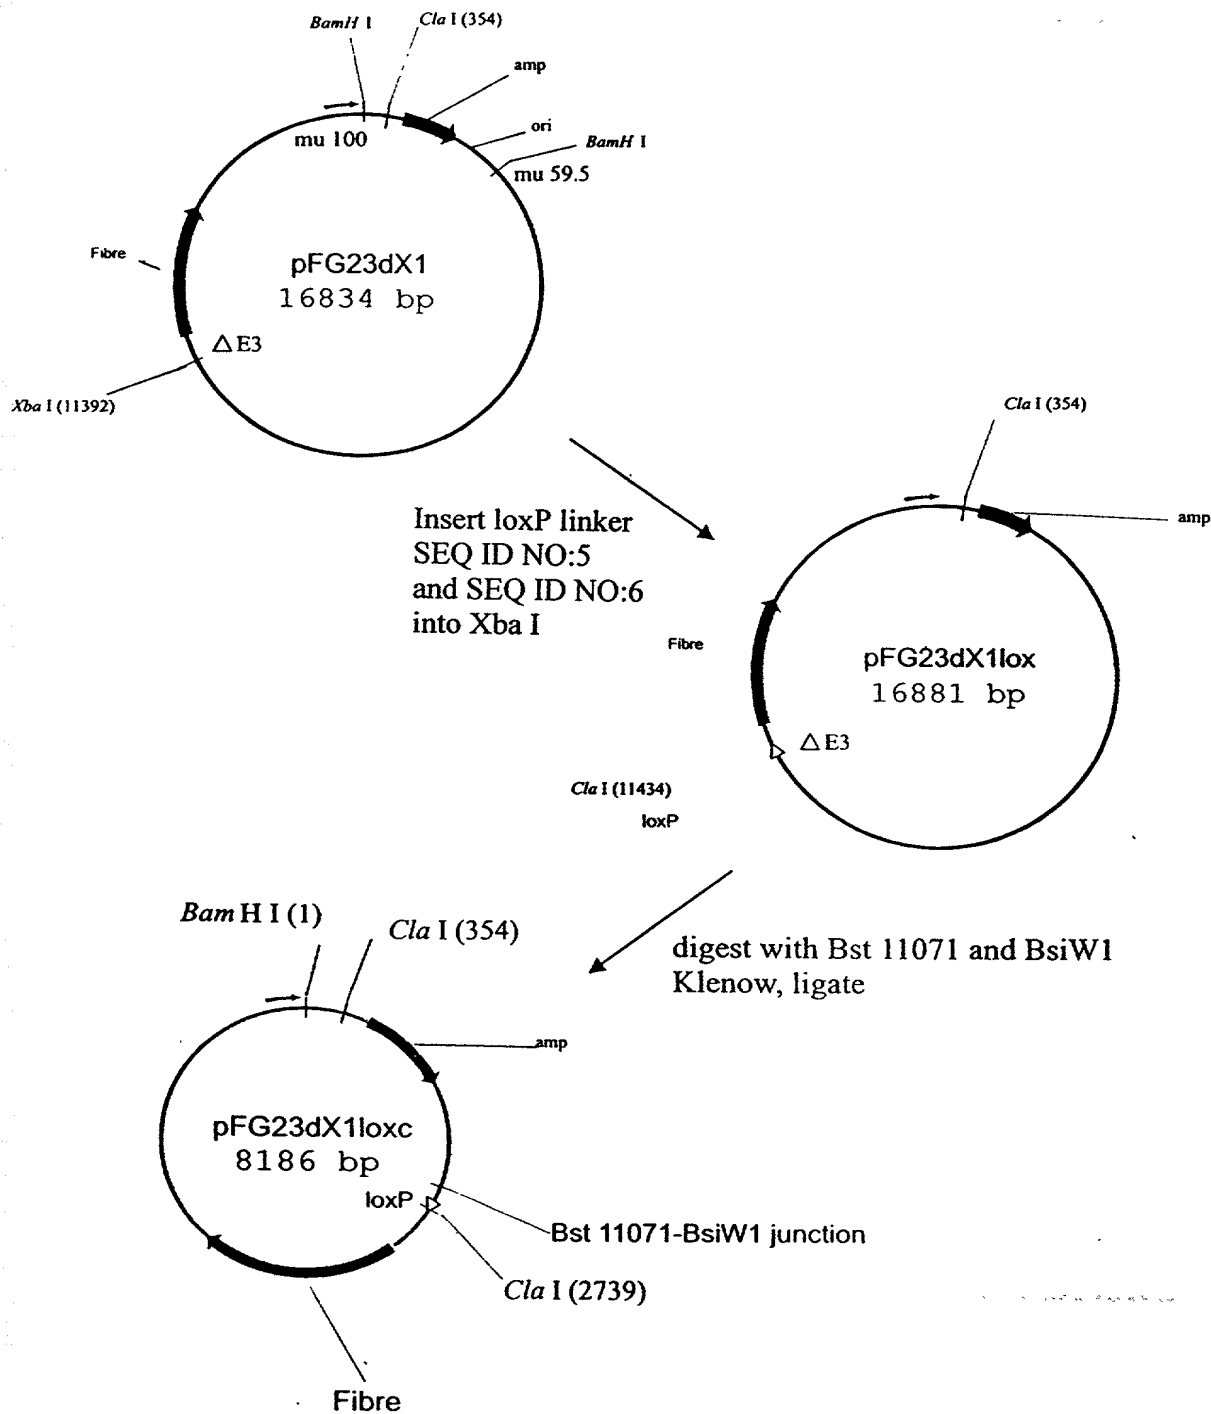 BamH I
Cla I (354)
amp
ori
BamH I
mu 100
mu 59.5
Fibre
pFG23dX1
16834 bp
△ E3
Xba I (11392)
Cla I (354)
Insert loxP linker
SEQ ID NO:5
and SEQ ID NO:6
into Xba I
amp
Fibre
pFG23dX1lox
16881 bp
△ E3
Cla I (11434)
loxP
BamH I (1)
Cla I (354)
digest with Bst 11071 and BsiW1
Klenow, ligate
amp
pFG23dX1loxc
8186 bp
loxP
Bst 11071-BsiW1 junction
Cla I (2739)
Fibre